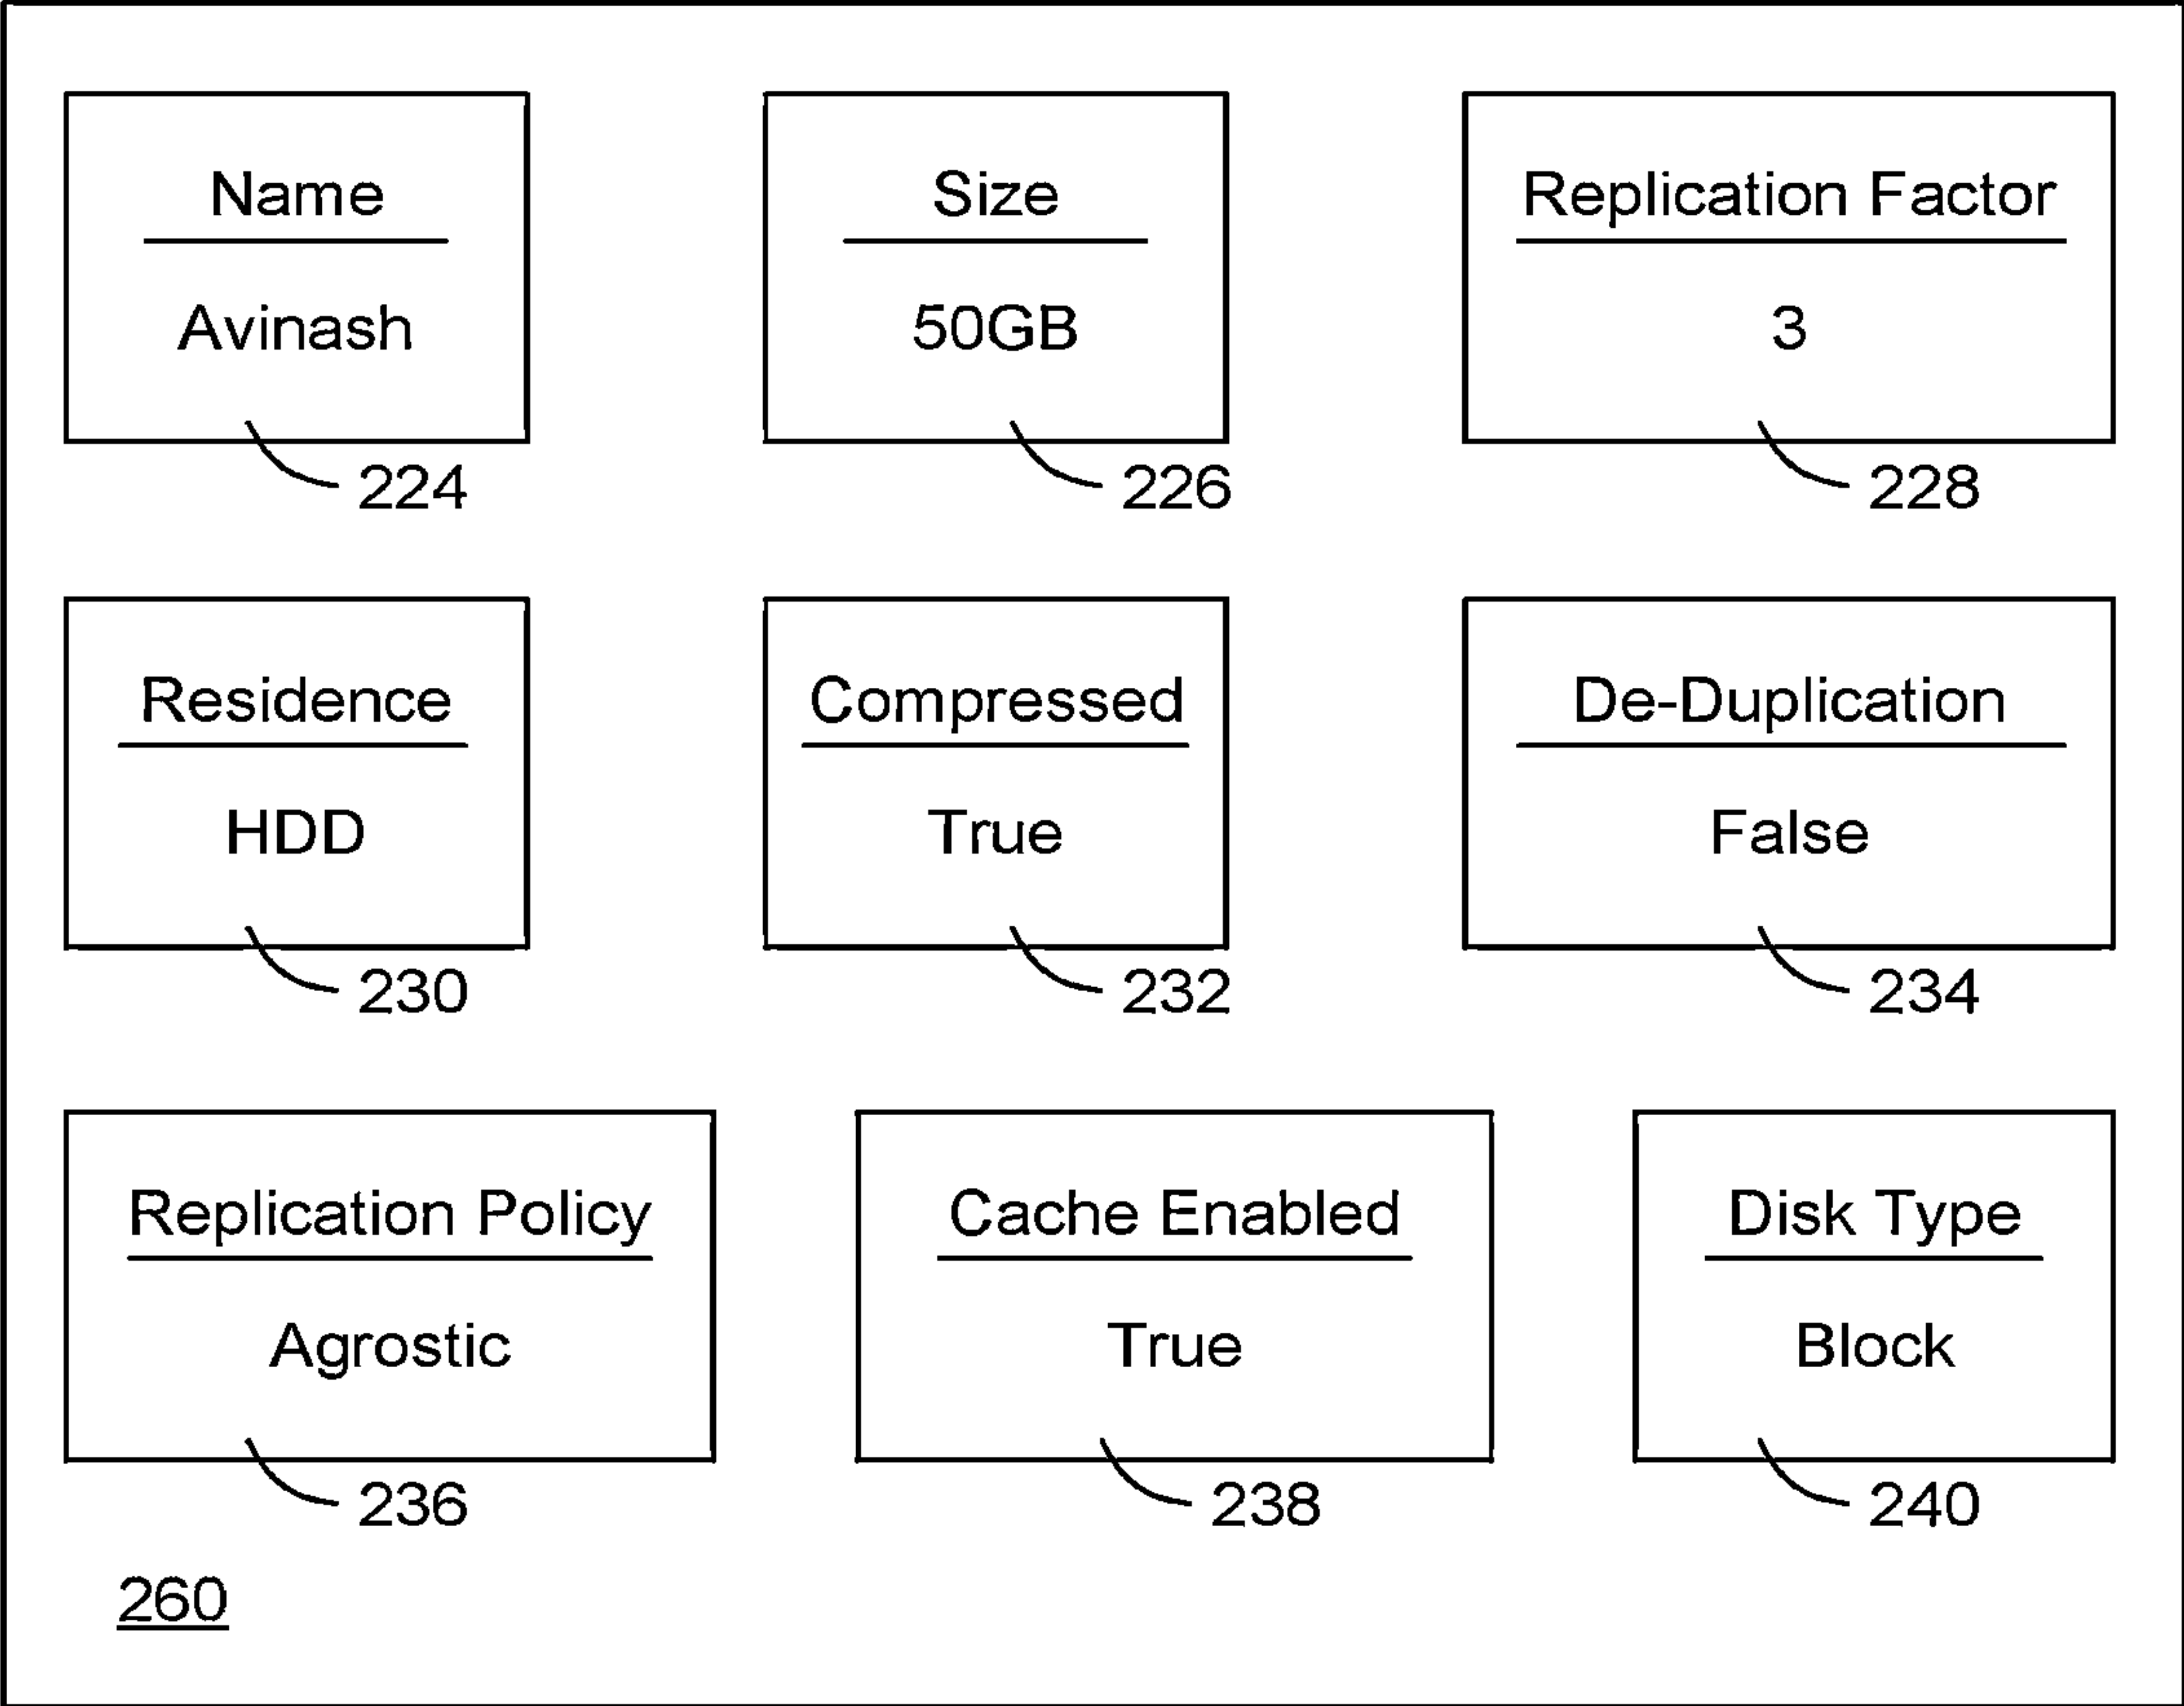 Name
Avinash
224
Size
50GB
226
Replication Factor
3
228
Residence
HDD
230
Compressed
True
232
De-Duplication
False
234
Replication Policy
Agrostic
236
Cache Enabled
True
238
Disk Type
Block
240
260